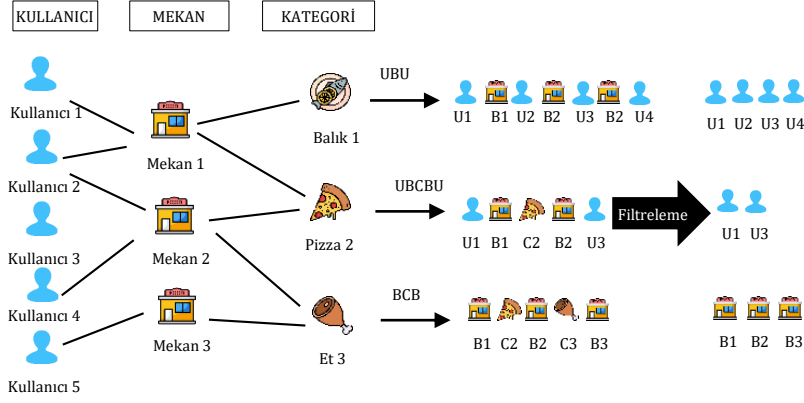 KULLANICI MEKAN KATEGORİ
Kullanıcı 1
Kullanıcı 2
Kullanıcı 3
Kullanıcı 4
Kullanıcı 5
Mekan 1
Mekan 2
Mekan 3
Balık 1
Pizza 2
Et 3
UBU
U1 B1 U2 B2 U3 B2 U4
U1 U2 U3 U4
UBCBU
U1 B1 C2 B2 U3
Filtreleme
U1 U3
BCB
B1 C2 B2 C3 B3
B1 B2 B3